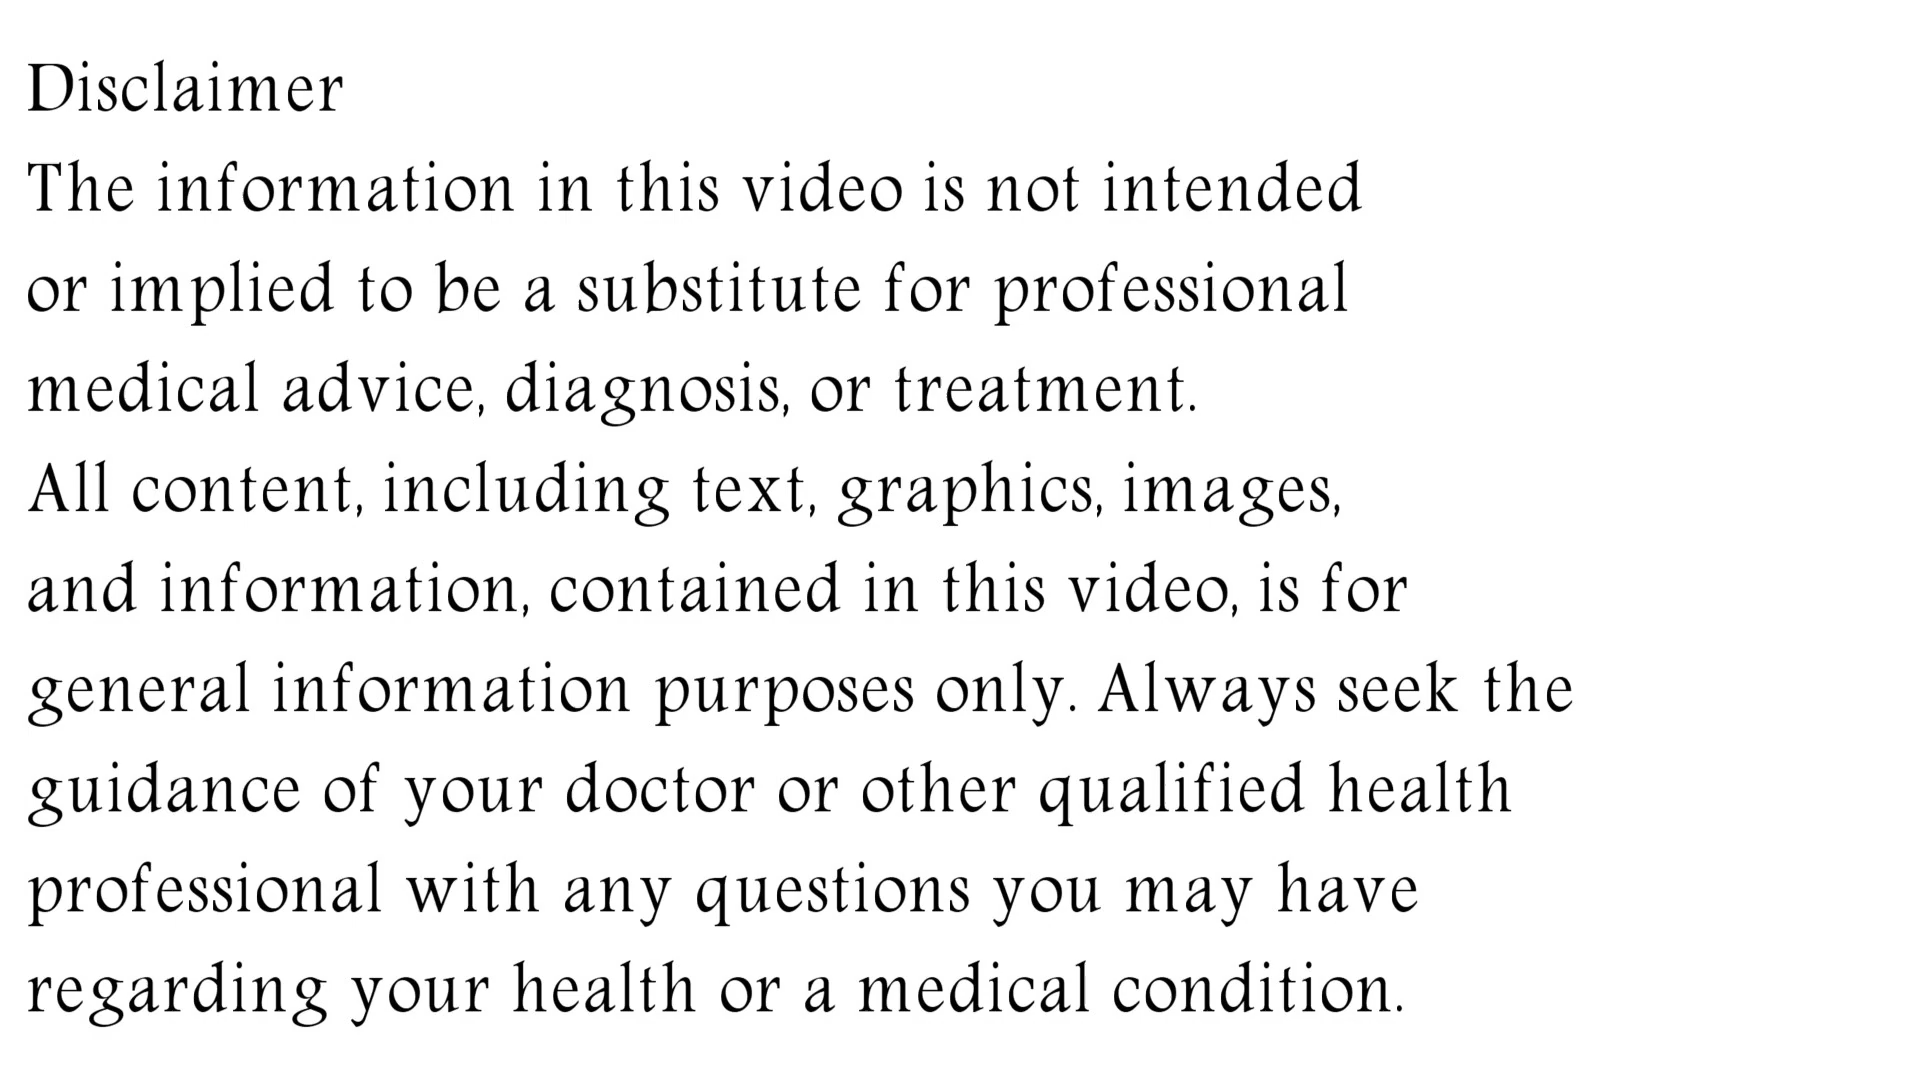 Disclaimer
The information in this video is not intended
or implied to be a substitute for professional
medical advice, diagnosis, or treatment.
All content, including text, graphics, images,
and information, contained in this video, is for
general information purposes only. Always seek the
guidance of your doctor or other qualified health
professional with any questions you may have
regarding your health or a medical condition.